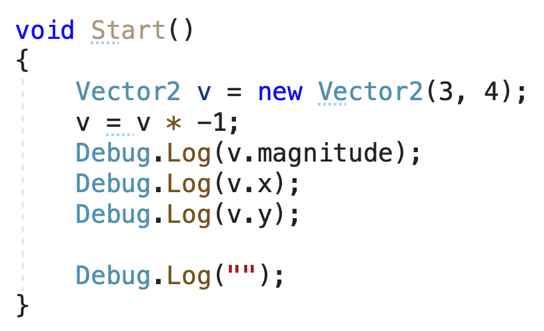 void Start()
{
    Vector2 v = new Vector2(3, 4);
    v = v * -1;
    Debug.Log(v.magnitude);
    Debug.Log(v.x);
    Debug.Log(v.y);

    Debug.Log("");
}